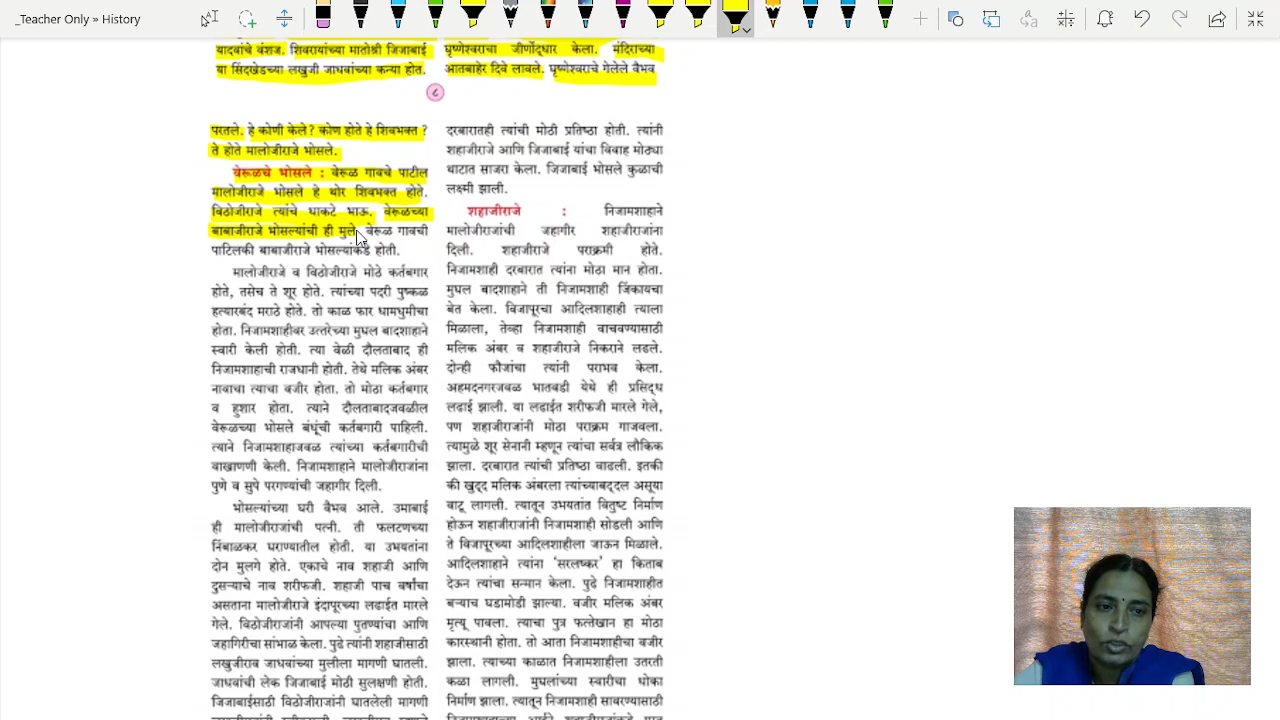 _Teacher Only » History
यादवांचे वंशज. शिवरायांच्या मातोश्री जिजाबाई
या सिंदखेडच्या लखुजी जाधवांच्या कन्या होत.
घृष्णेश्वराचा जीर्णोद्धार केला. मंदिराच्या
आतबाहेर दिवे लावले. घृष्णेश्वराचे गेलेले वैभव
८
परतले. हे कोणी केले? कोण होते हे शिवभक्त ?
ते होते मालोजीराजे भोसले.
वेरूळचे भोसले : वेरूळ गावचे पाटील
मालोजीराजे भोसले हे थोर शिवभक्त होते.
विठोजीराजे त्यांचे धाकटे भाऊ. वेरूळच्या
बाबाजीराजे भोसल्यांची ही मुले. वेरूळ गावची
पाटिलकी बाबाजीराजे भोसल्यांकडे होती.
मालोजीराजे व विठोजीराजे मोठे कर्तबगार
होते, तसेच ते शूर होते. त्यांच्या पदरी पुष्कळ
हत्यारबंद मराठे होते. तो काळ फार धामधुमीचा
होता. निजामशाहीवर उत्तरेच्या मुघल बादशाहाने
स्वारी केली होती. त्या वेळी दौलताबाद ही
निजामशाहाची राजधानी होती. तेथे मलिक अंबर
नावाचा त्याचा वजीर होता. तो मोठा कर्तबगार
व हुशार होता. त्याने दौलताबादजवळील
वेरूळच्या भोसले बंधूंची कर्तबगारी पाहिली.
त्याने निजामशाहाजवळ त्यांच्या कर्तबगारीची
वाखाणणी केली. निजामशाहाने मालोजीराजांना
पुणे व सुपे परगण्यांची जहागीर दिली.
भोसल्यांच्या घरी वैभव आले. उमाबाई
ही मालोजीराजांची पत्नी. ती फलटणच्या
निंबाळकर घराण्यातील होती. या उभयतांना
दोन मुलगे होते. एकाचे नाव शहाजी आणि
दुसऱ्याचे नाव शरीफजी. शहाजी पाच वर्षांचा
असताना मालोजीराजे इंदापूरच्या लढाईत मारले
गेले. विठोजीराजांनी आपल्या पुतण्यांचा आणि
जहागिरीचा सांभाळ केला. पुढे त्यांनी शहाजीसाठी
लखुजीराव जाधवांच्या मुलीला मागणी घातली.
जाधवांची लेक जिजाबाई मोठी सुलक्षणी होती.
जिजाबाईसाठी विठोजीराजांनी घातलेली मागणी
दरबारातही त्यांची मोठी प्रतिष्ठा होती. त्यांनी
शहाजीराजे आणि जिजाबाई यांचा विवाह मोठ्या
थाटात साजरा केला. जिजाबाई भोसले कुळाची
लक्ष्मी झाली.
शहाजीराजे : निजामशाहाने
मालोजीराजांची जहागीर शहाजीराजांना
दिली. शहाजीराजे पराक्रमी होते.
निजामशाही दरबारात त्यांना मोठा मान होता.
मुघल बादशाहाने ती निजामशाही जिंकायचा
बेत केला. विजापूरचा आदिलशाहाही त्याला
मिळाला, तेव्हा निजामशाही वाचवण्यासाठी
मलिक अंबर व शहाजीराजे निकराने लढले.
दोन्ही फौजांचा त्यांनी पराभव केला.
अहमदनगरजवळ भातवडी येथे ही प्रसिद्ध
लढाई झाली. या लढाईत शरीफजी मारले गेले,
पण शहाजीराजांनी मोठा पराक्रम गाजवला.
त्यामुळे शूर सेनानी म्हणून त्यांचा सर्वत्र लौकिक
झाला. दरबारात त्यांची प्रतिष्ठा वाढली. इतकी
की खुद्द मलिक अंबरला त्यांच्याबद्दल असूया
वाटू लागली. त्यातून उभयतांत वितुष्ट निर्माण
होऊन शहाजीराजांनी निजामशाही सोडली आणि
ते विजापूरच्या आदिलशाहीला जाऊन मिळाले.
आदिलशाहाने त्यांना ‘सरलष्कर’ हा किताब
देऊन त्यांचा सन्मान केला. पुढे निजामशाहीत
बऱ्याच घडामोडी झाल्या. वजीर मलिक अंबर
मृत्यू पावला. त्याचा पुत्र फत्तेखान हा मोठा
कारस्थानी होता. तो आता निजामशाहीचा वजीर
झाला. त्याच्या काळात निजामशाहीला उतरती
कळा लागली. मुघलांच्या स्वारीचा धोका
निर्माण झाला. त्यातून निजामशाही सावरण्यासाठी